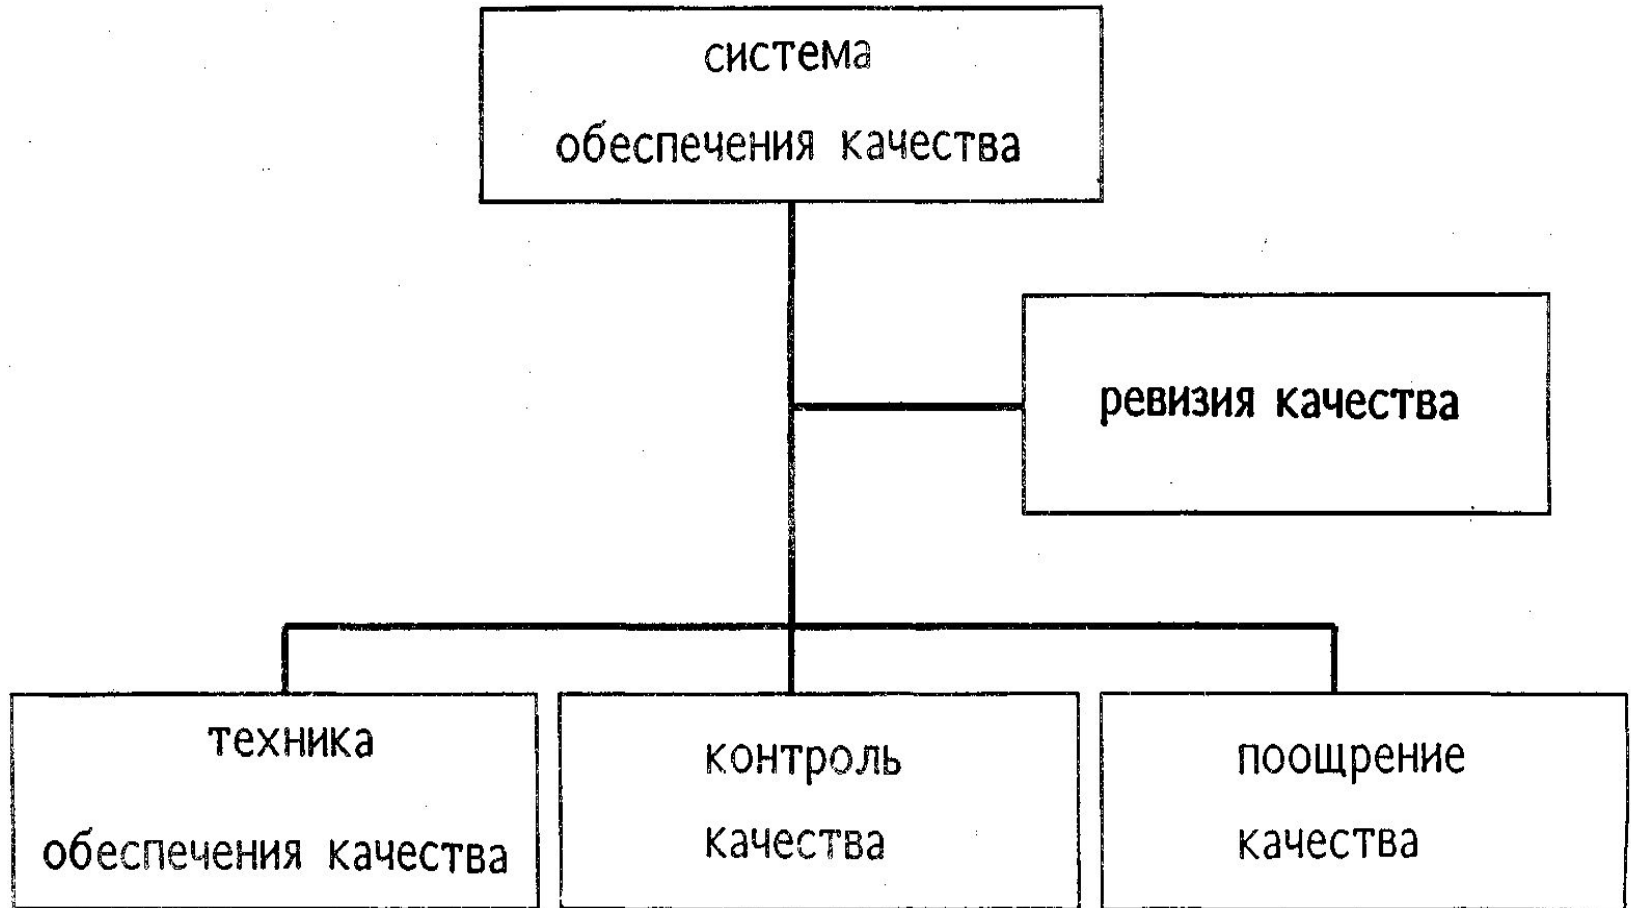 система
обеспечения качества
ревизия качества
техника
обеспечения качества
контроль
качества
поощрение
качества